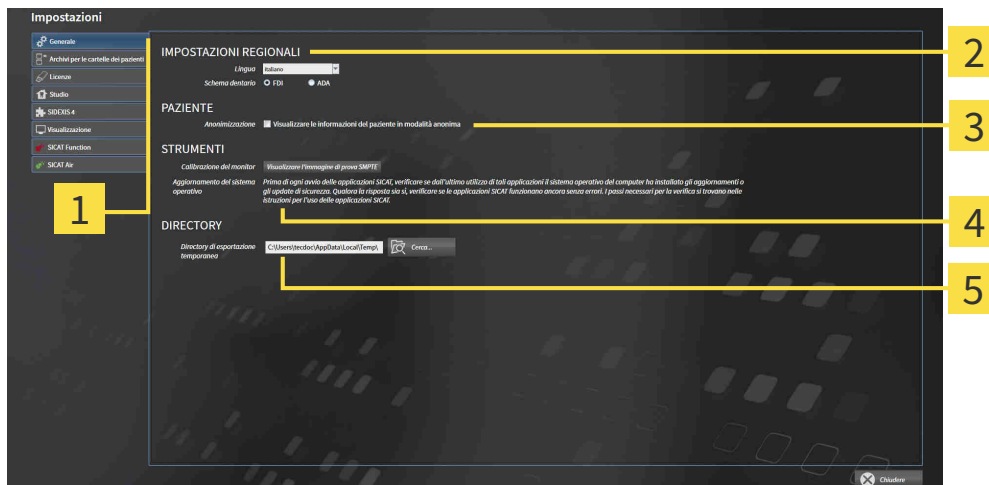 Impostazioni
Generale
Archivi per le cartelle dei pazienti
Licenze
Studio
SIDEXIS 4
Visualizzazione
SICAT Function
SICAT Air
1
IMPOSTAZIONI REGIONALI
2
Lingua Italiano
Schema dentario FDI ADA
PAZIENTE
Anonimizzazione Visualizzare le informazioni del paziente in modalità anonima
3
STRUMENTI
Calibrazione del monitor Visualizzare l'immagine di prova SMPTE
Aggiornamento del sistema operativo
Prima di ogni avvio delle applicazioni SICAT, verificare se dall'ultimo utilizzo di tali applicazioni il sistema operativo del computer ha installato gli aggiornamenti o
gli update di sicurezza. Qualora la risposta sia sì, verificare se le applicazioni SICAT funzionano ancora senza errori. I passi necessari per la verifica si trovano nelle
istruzioni per l'uso delle applicazioni SICAT.
4
DIRECTORY
Directory di esportazione temporanea
C:\Users\tecdoc\AppData\Local\Temp\ Cerca...
5
Chiudere